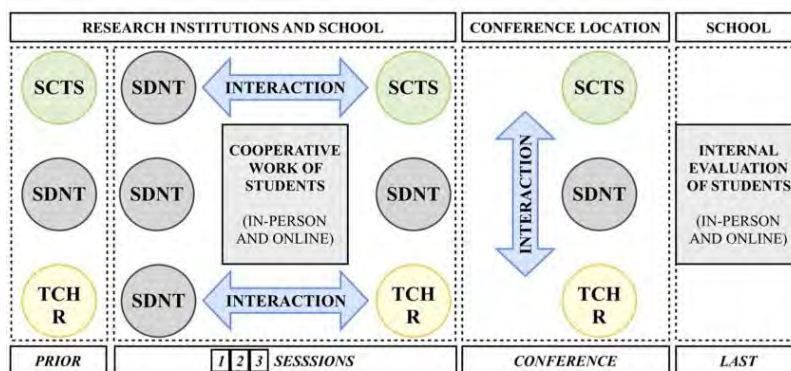 RESEARCH INSTITUTIONS AND SCHOOL
CONFERENCE LOCATION
SCHOOL
SCTS
SDNT
INTERACTION
SCTS
SCTS
COOPERATIVE
WORK OF
STUDENTS
(IN-PERSON
AND ONLINE)
INTERNAL
EVALUATION
OF STUDENTS
(IN-PERSON
AND ONLINE)
SDNT
SDNT
SDNT
INTERACTION
SDNT
TCH
R
SDNT
INTERACTION
TCH
R
TCH
R
PRIOR
1 2 3 SESSSIONS
CONFERENCE
LAST